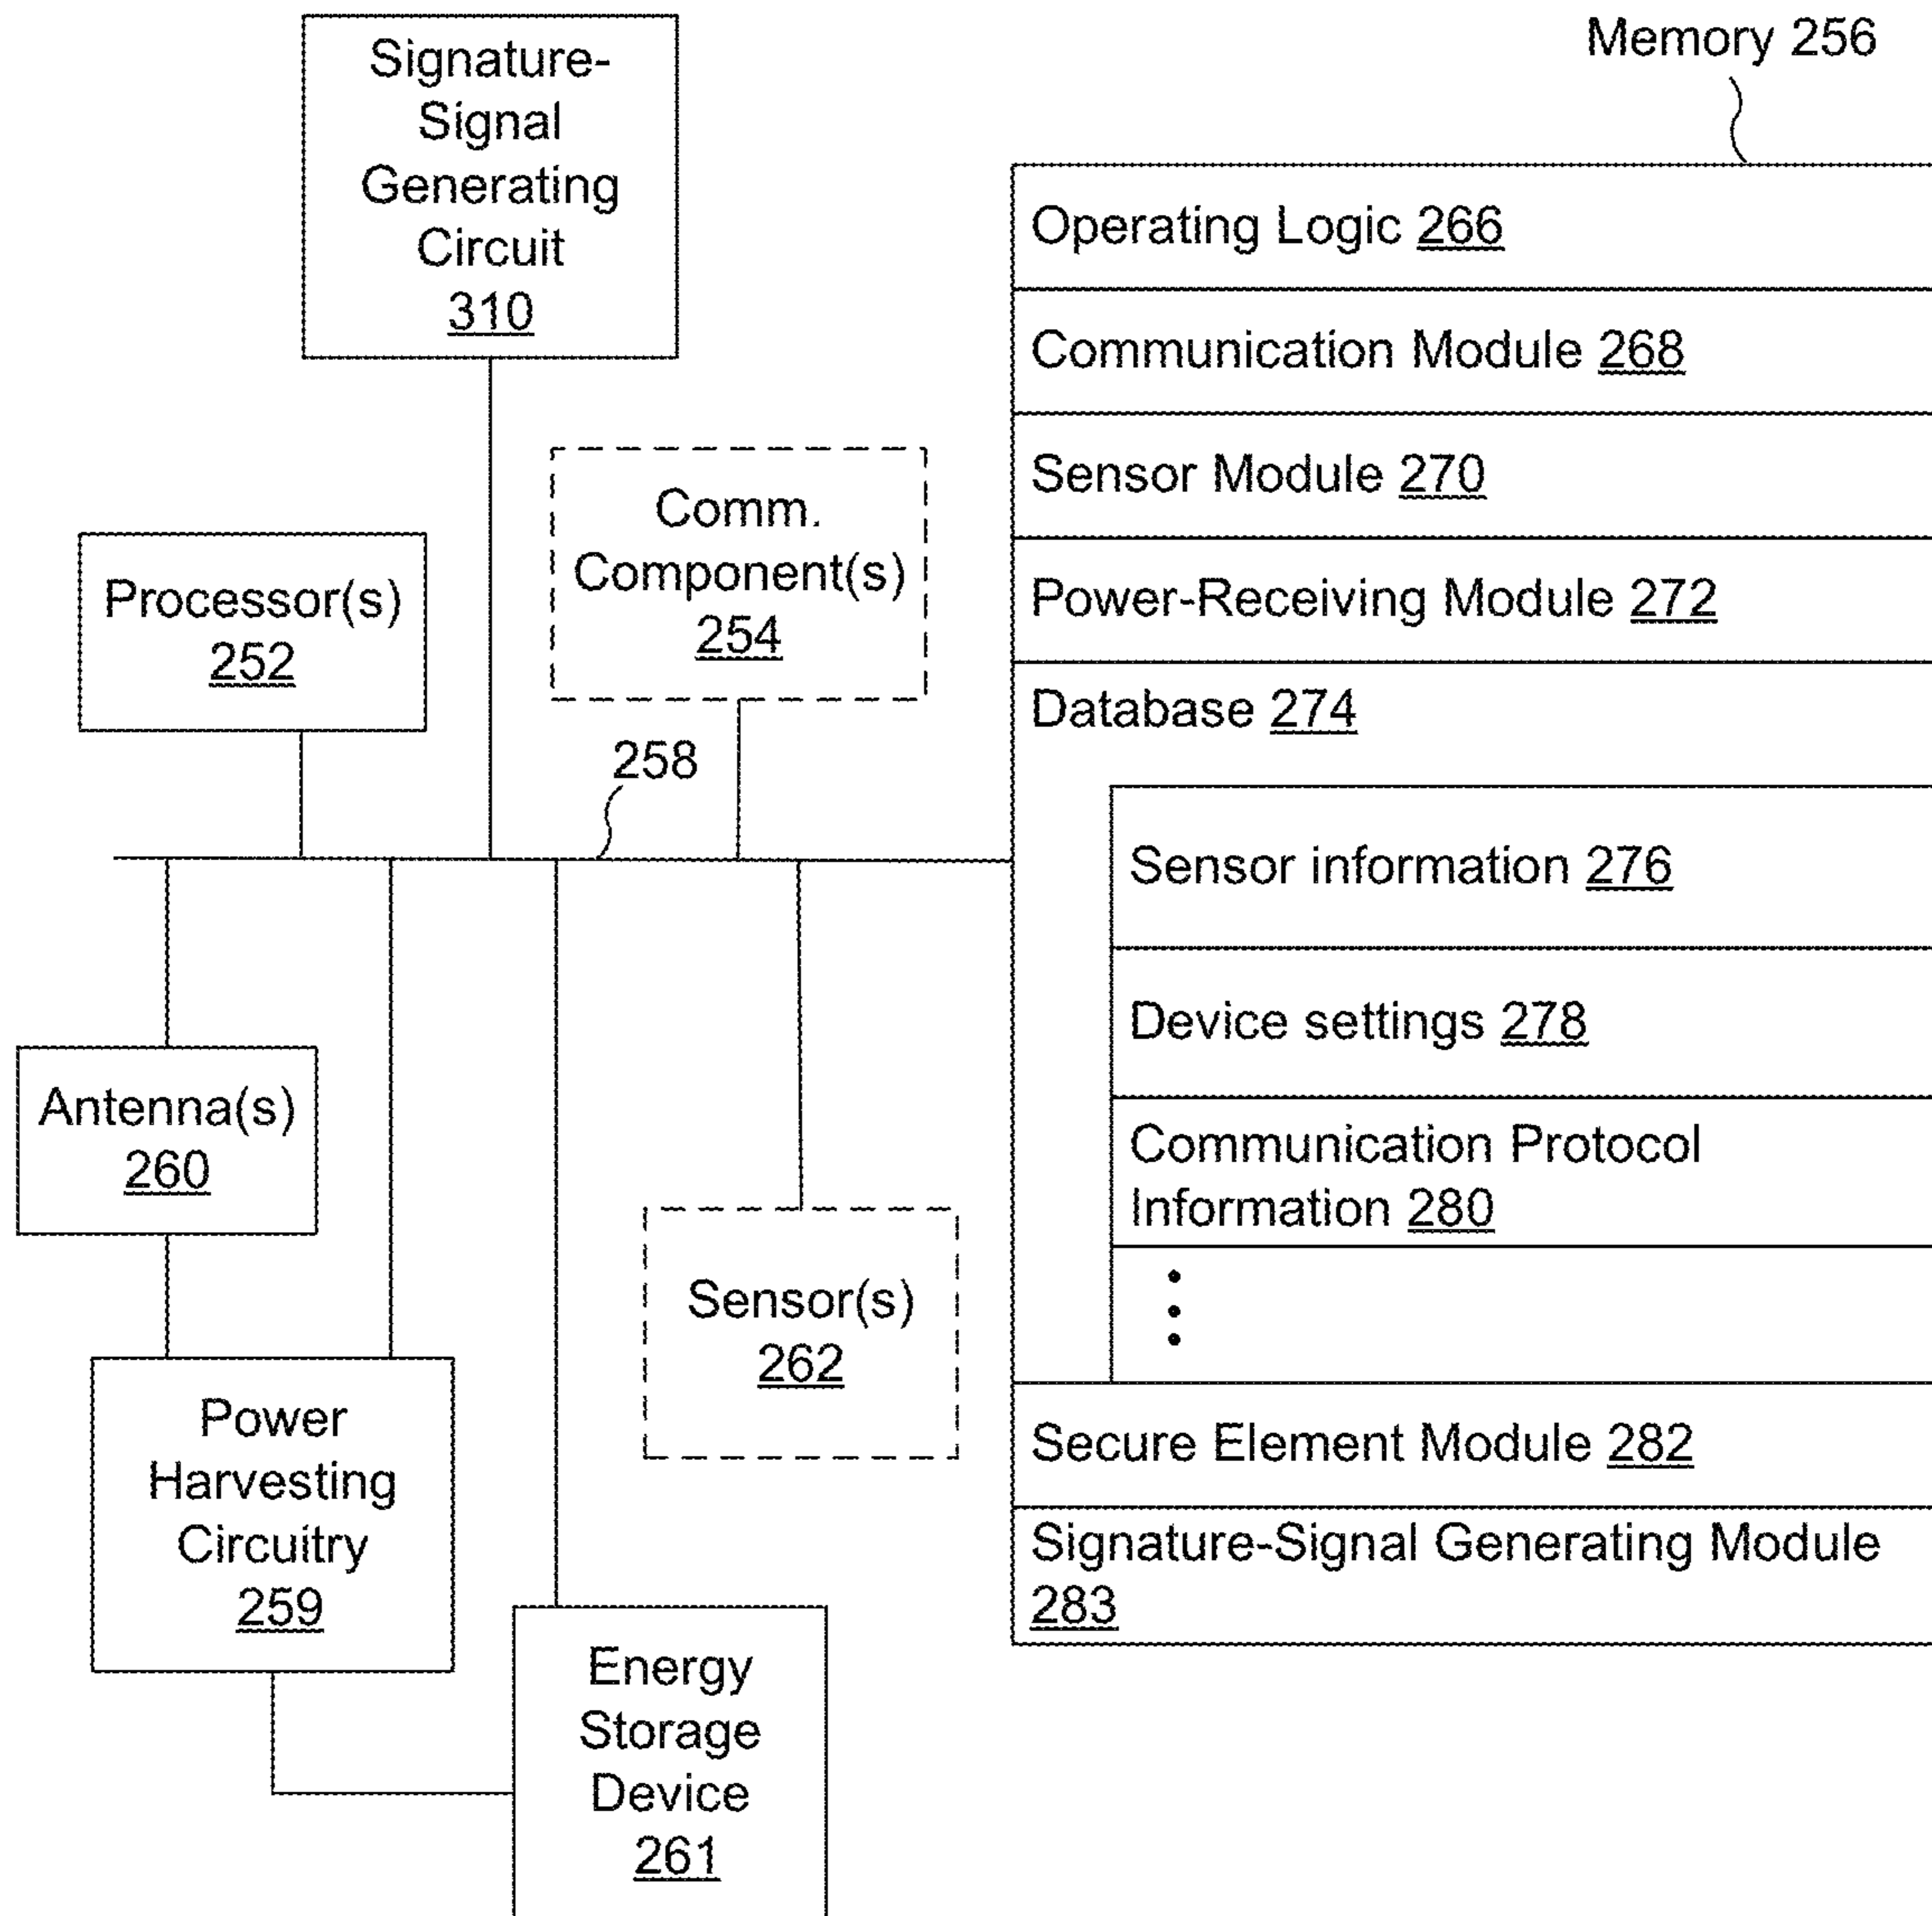 Signature-
Signal
Generating
Circuit
310
Memory 256
Operating Logic 266
Communication Module 268
Sensor Module 270
Power-Receiving Module 272
Database 274
Sensor information 276
Device settings 278
Communication Protocol
Information 280
Secure Element Module 282
Signature-Signal Generating Module
283
Comm.
Component(s)
254
Processor(s)
252
258
Antenna(s)
260
Sensor(s)
262
Power
Harvesting
Circuitry
259
Energy
Storage
Device
261